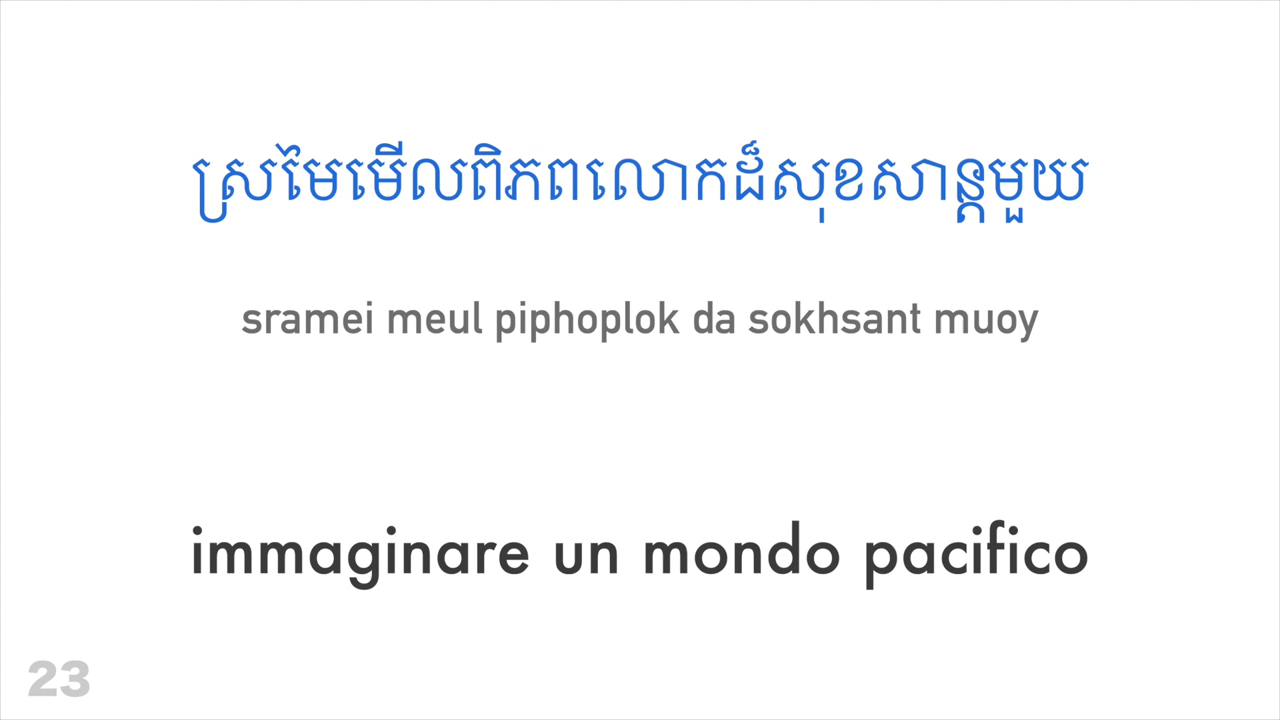 ស្រមៃមើលពិភពលោកដ៏សុខសាន្តមួយ
sramei meul piphoplok da sokhsant muoy
immaginare un mondo pacifico
23